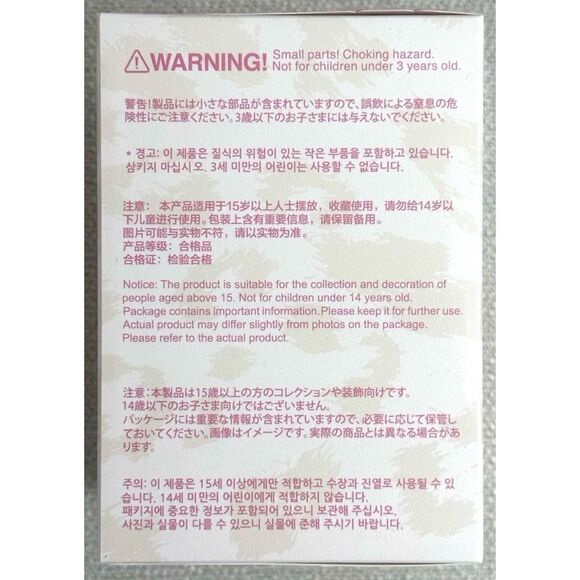 ⚠WARNING! Small parts! Choking hazard.
Not for children under 3 years old.
警告!製品には小さな部品が含まれていますので、誤飲による窒息の危
険性にご注意ください。3歳以下のお子さまには与えないでください。
* 경고: 이 제품은 질식의 위험이 있는 작은 부품을 포함하고 있습니다.
삼키지 마십시오. 3세 미만의 어린이는 사용할 수 없습니다.
注意: 本产品适用于15岁以上人士摆放，收藏使用，请勿给14岁以
下儿童进行使用。包装上含有重要信息，请保留备用。
图片可能与实物不符，请以实物为准。
产品等级：合格品
合格证：检验合格
Notice: The product is suitable for the collection and decoration of
people aged above 15. Not for children under 14 years old.
Package contains important information.Please keep it for further use.
Actual product may differ slightly from photos on the package.
Please refer to the actual product.
注意:本製品は15歳以上の方のコレクションや装飾向けです。
14歳以下のお子さま向けではございません。
パッケージには重要な情報が含まれていますので、必要に応じて保管し
ておいてください。画像はイメージです。実際の商品とは異なる場合があ
ります。
주의: 이 제품은 15세 이상에게만 적합하고 수장과 진열로 사용될 수 있
습니다. 14세 미만의 어린이에게 적합하지 않습니다.
패키지에 중요한 정보가 포함되어 있으니 보관해 주십시오.
사진과 실물이 다를 수 있으니 실물에 준해 주시기 바랍니다.